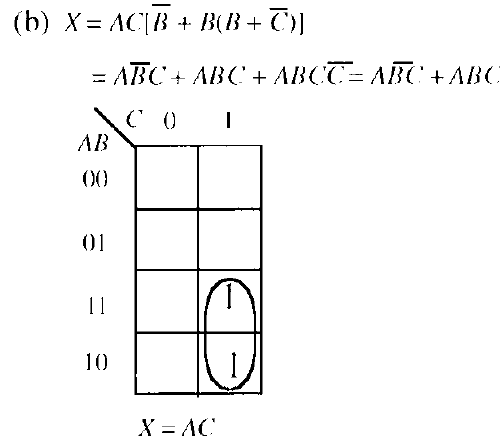 (b) X = AC[B̅ + B(B + C̅)]
= AB̅C + ABC + ABCC̅ = AB̅C + ABC
C 0 1
AB
00
01
11 1
10 1
X = AC